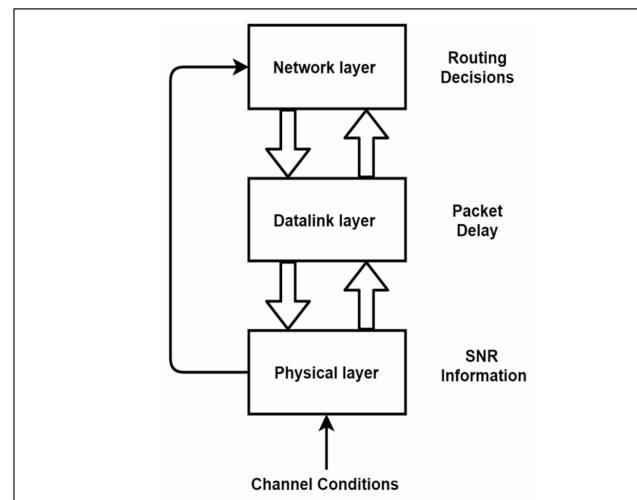 Network layer
Routing
Decisions
Datalink layer
Packet
Delay
Physical layer
SNR
Information
Channel Conditions